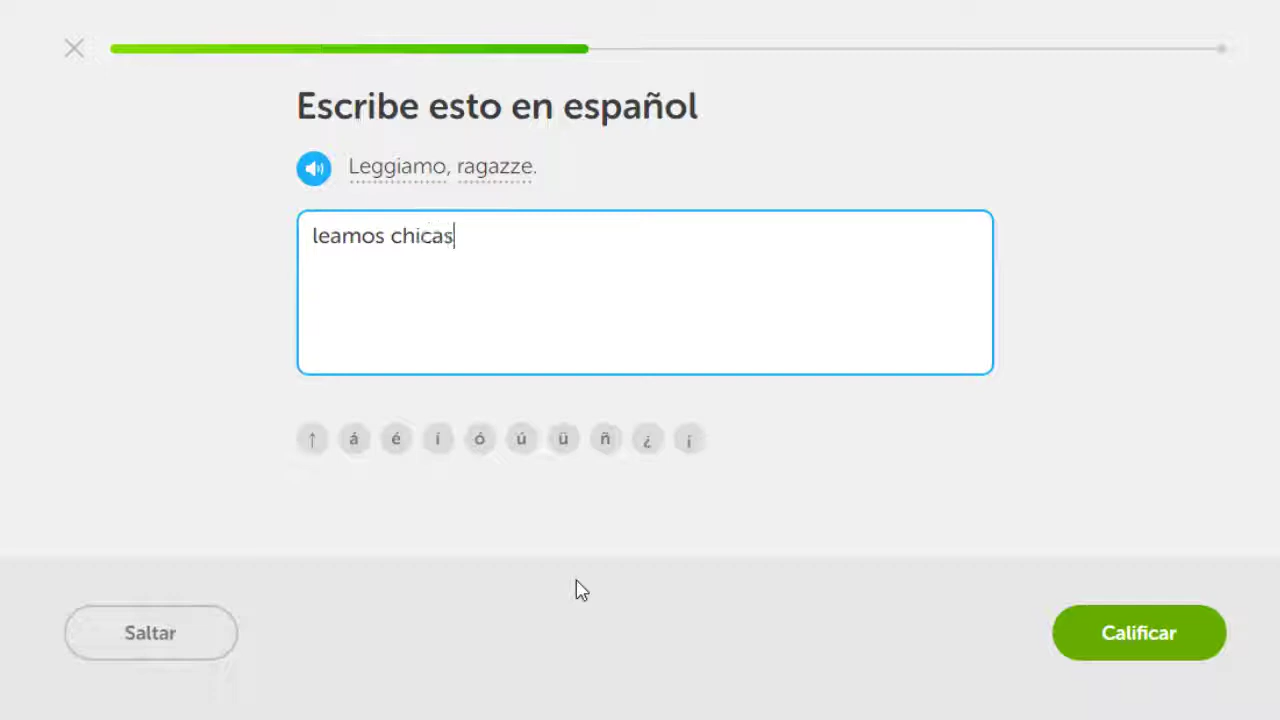 Escribe esto en español
Leggiamo, ragazze.
leamos chicas
↑ á é í ó ú ü ñ ¿ ¡
Saltar
Calificar